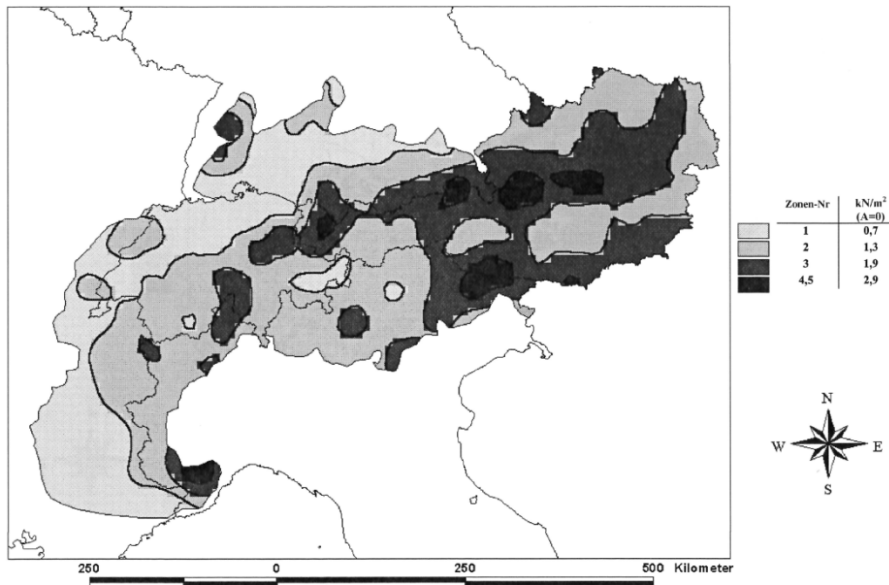 Zonen-Nr kN/m²
(A=0)
1 0,7
2 1,3
3 1,9
4,5 2,9
N
W E
S
250 0 250 500 Kilometer